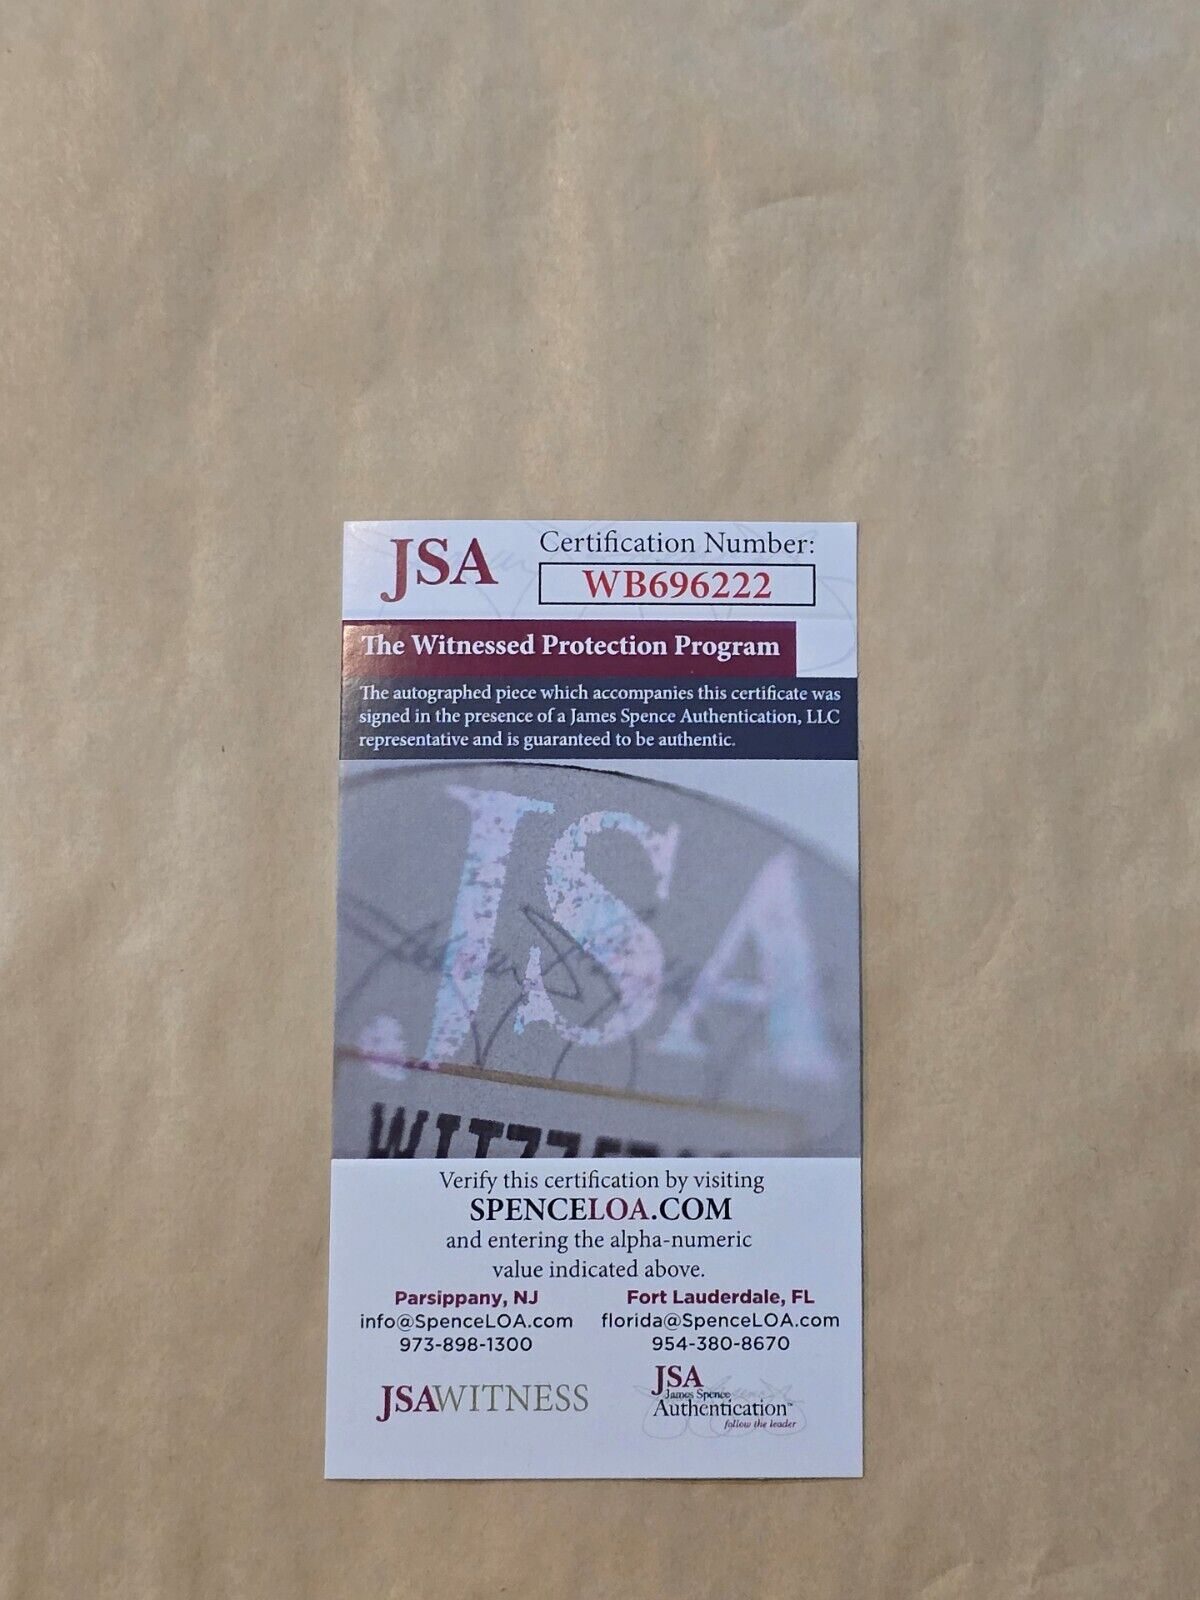 JSA
Certification Number:
WB696222
The Witnessed Protection Program
The autographed piece which accompanies this certificate was
signed in the presence of a James Spence Authentication, LLC
representative and is guaranteed to be authentic.
JSA
Verify this certification by visiting
SPENCELOA.COM
and entering the alpha-numeric
value indicated above.
Parsippany, NJ
info@SpenceLOA.com
973-898-1300
Fort Lauderdale, FL
florida@SpenceLOA.com
954-380-8670
JSAWITNESS
JSA
James Spence
Authentication™
follow the leader